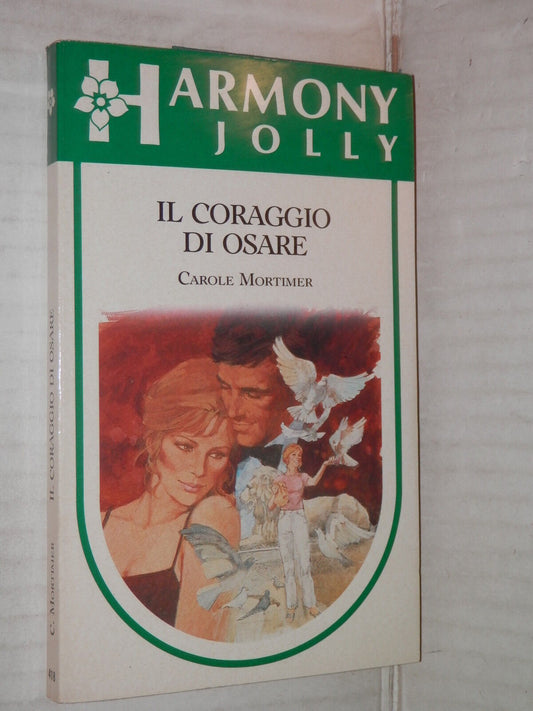 HARMONY
JOLLY
IL CORAGGIO
DI OSARE
CAROLE MORTIMER
C. MORTIMER IL CORAGGIO DI OSARE